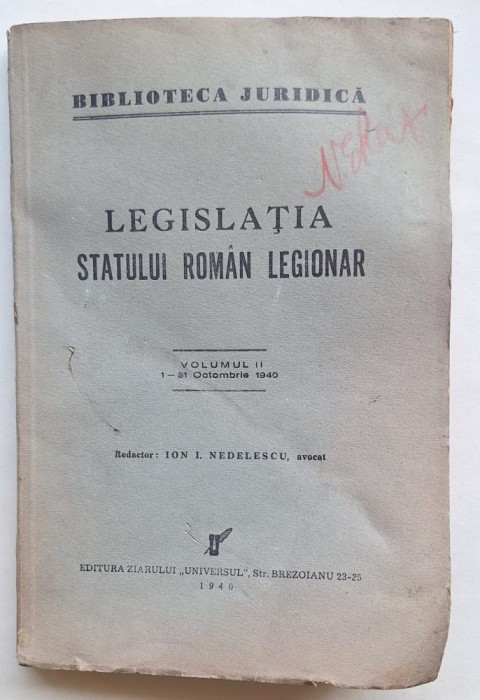 BIBLIOTECA JURIDICĂ
LEGISLAŢIA
STATULUI ROMÂN LEGIONAR
VOLUMUL II
1—31 Octombrie 1940
Redactor: ION I. NEDELESCU, avocat
EDITURA ZIARULUI „UNIVERSUL", Str. BREZOIANU 23-25
1940